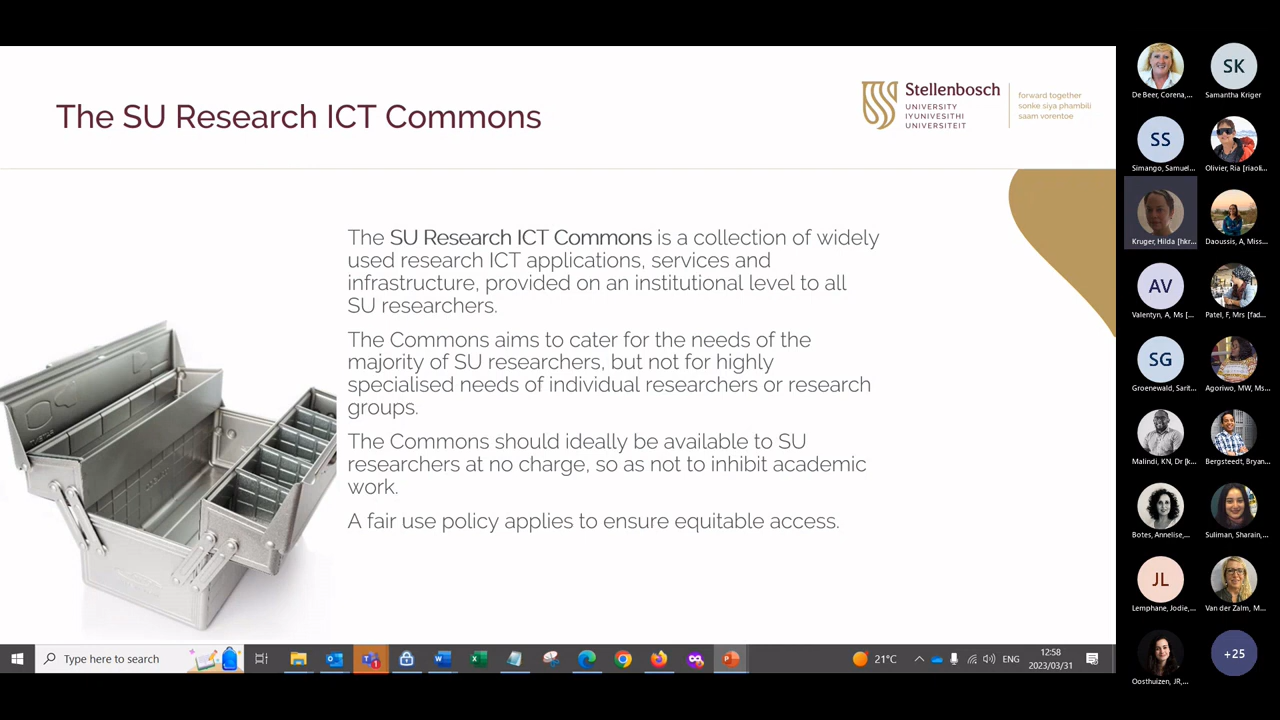 The SU Research ICT Commons
Stellenbosch
UNIVERSITY
IYUNIVESITHI
UNIVERSITEIT
forward together
sonke siya phambili
saam vorentoe
The SU Research ICT Commons is a collection of widely
used research ICT applications, services and
infrastructure, provided on an institutional level to all
SU researchers.
The Commons aims to cater for the needs of the
majority of SU researchers, but not for highly
specialised needs of individual researchers or research
groups.
The Commons should ideally be available to SU
researchers at no charge, so as not to inhibit academic
work.
A fair use policy applies to ensure equitable access.
Type here to search
21°C
ENG
12:58
2023/03/31
De Beer, Corena,...
SK
Samantha Kriger
SS
Simango, Samuel...
Olivier, Ria [riaoli...
Kruger, Hilda [hkr...
Daoussis, A, Miss...
AV
Valentyn, A, Ms [...
Patel, F, Mrs [fad...
SG
Groenewald, Sarit...
Agoriwo, MW, Ms...
Malindi, KN, Dr [k...
Bergsteedt, Bryan...
Botes, Annelise,...
Suliman, Sharain,...
JL
Lemphane, Jodie,...
Van der Zalm, M...
Oosthuizen, JR,...
+25